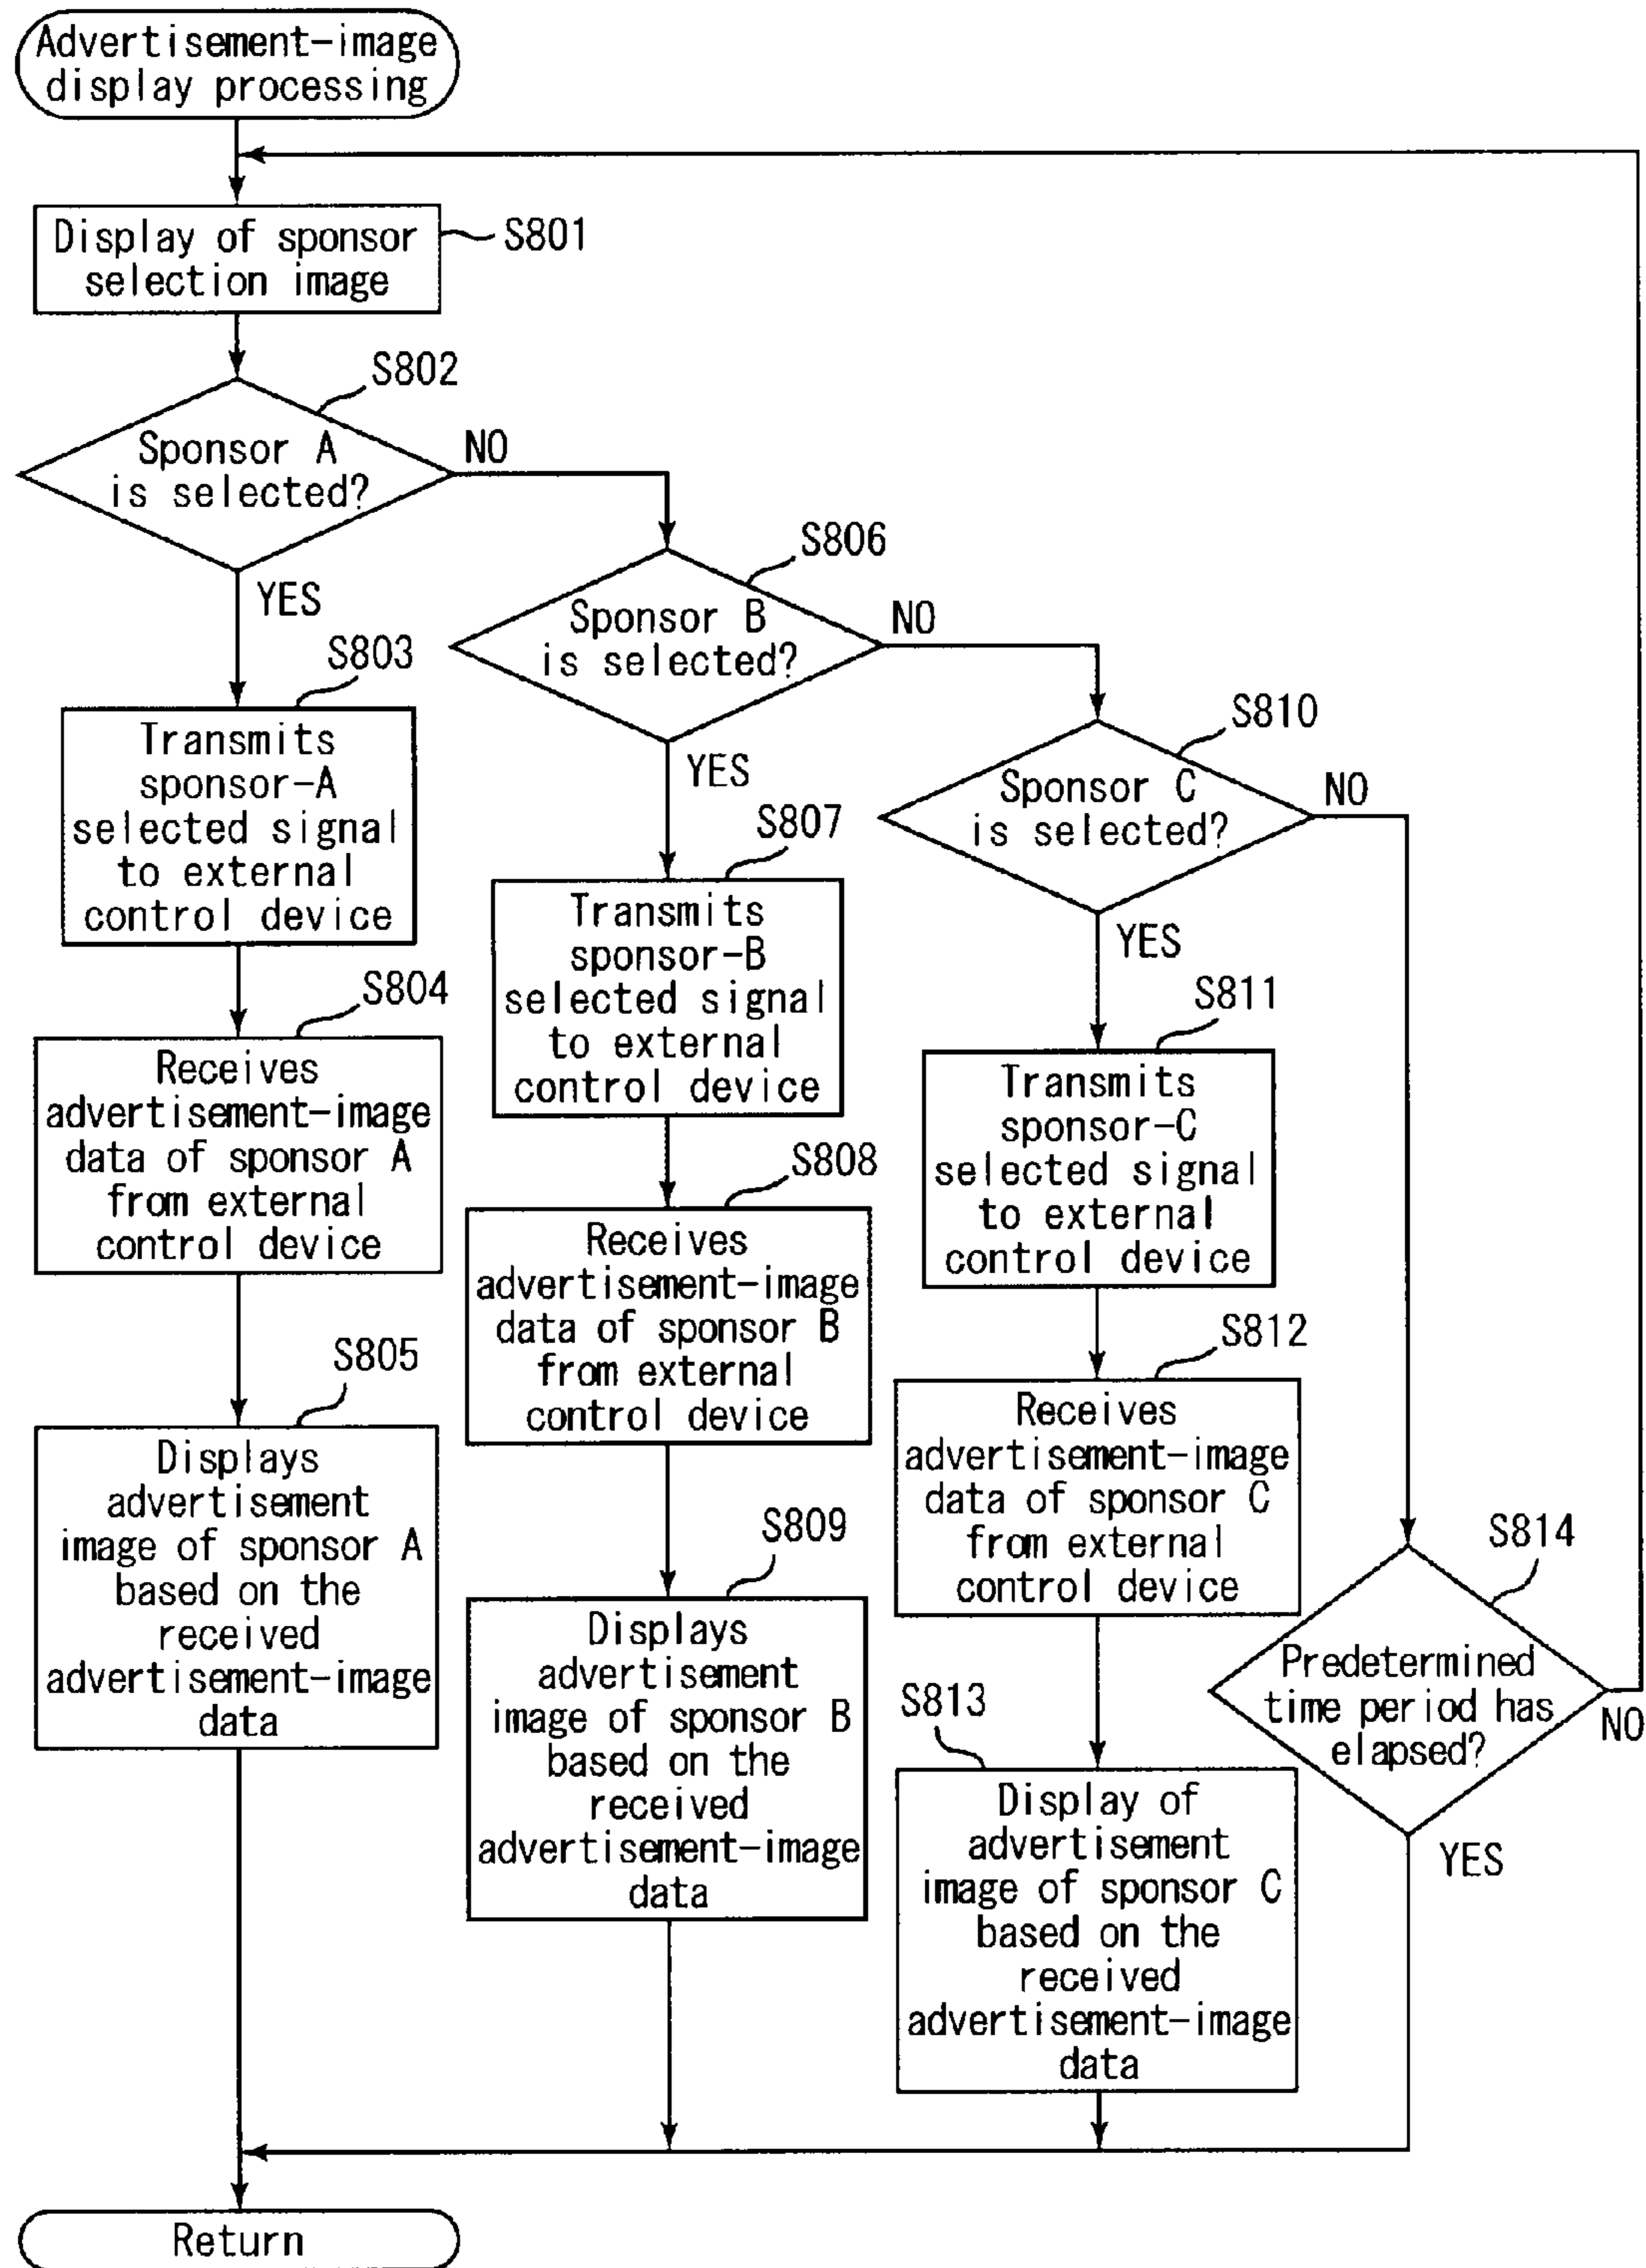 Advertisement-image
display processing
Display of sponsor
selection image
S801
S802
Sponsor A
is selected?
NO
YES
S803
Transmits
sponsor-A
selected signal
to external
control device
S804
Receives
advertisement-image
data of sponsor A
from external
control device
S805
Displays
advertisement
image of sponsor A
based on the
received
advertisement-image
data
S806
Sponsor B
is selected?
NO
YES
S807
Transmits
sponsor-B
selected signal
to external
control device
S808
Receives
advertisement-image
data of sponsor B
from external
control device
S809
Displays
advertisement
image of sponsor B
based on the
received
advertisement-image
data
S810
Sponsor C
is selected?
NO
YES
S811
Transmits
sponsor-C
selected signal
to external
control device
S812
Receives
advertisement-image
data of sponsor C
from external
control device
S813
Display of
advertisement
image of sponsor C
based on the
received
advertisement-image
data
S814
Predetermined
time period has
elapsed?
NO
YES
Return